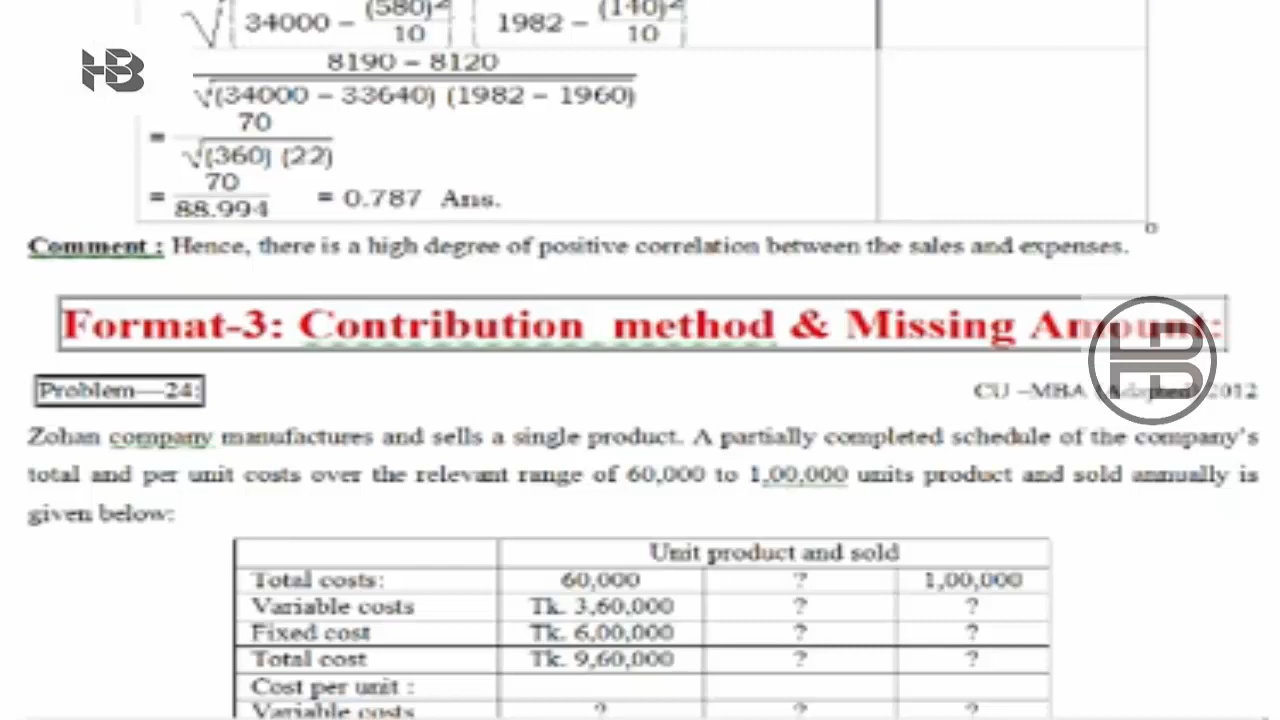 √[34000 − (580)²/10] [1982 − (140)²/10]
HB
8190 − 8120
√(34000 − 33640) (1982 − 1960)
= 70
√(360) (22)
= 70/88.994 = 0.787 Ans.
Comment : Hence, there is a high degree of positive correlation between the sales and expenses.
Format-3: Contribution method & Missing Amount:
Problem—24: CU –MBA (Adapted) 2012
Zohan company manufactures and sells a single product. A partially completed schedule of the company's
total and per unit costs over the relevant range of 60,000 to 1,00,000 units product and sold annually is
given below:
Unit product and sold
Total costs: 60,000 ? 1,00,000
Variable costs Tk. 3,60,000 ? ?
Fixed cost Tk. 6,00,000 ? ?
Total cost Tk. 9,60,000 ? ?
Cost per unit :
Variable costs ? ? ?